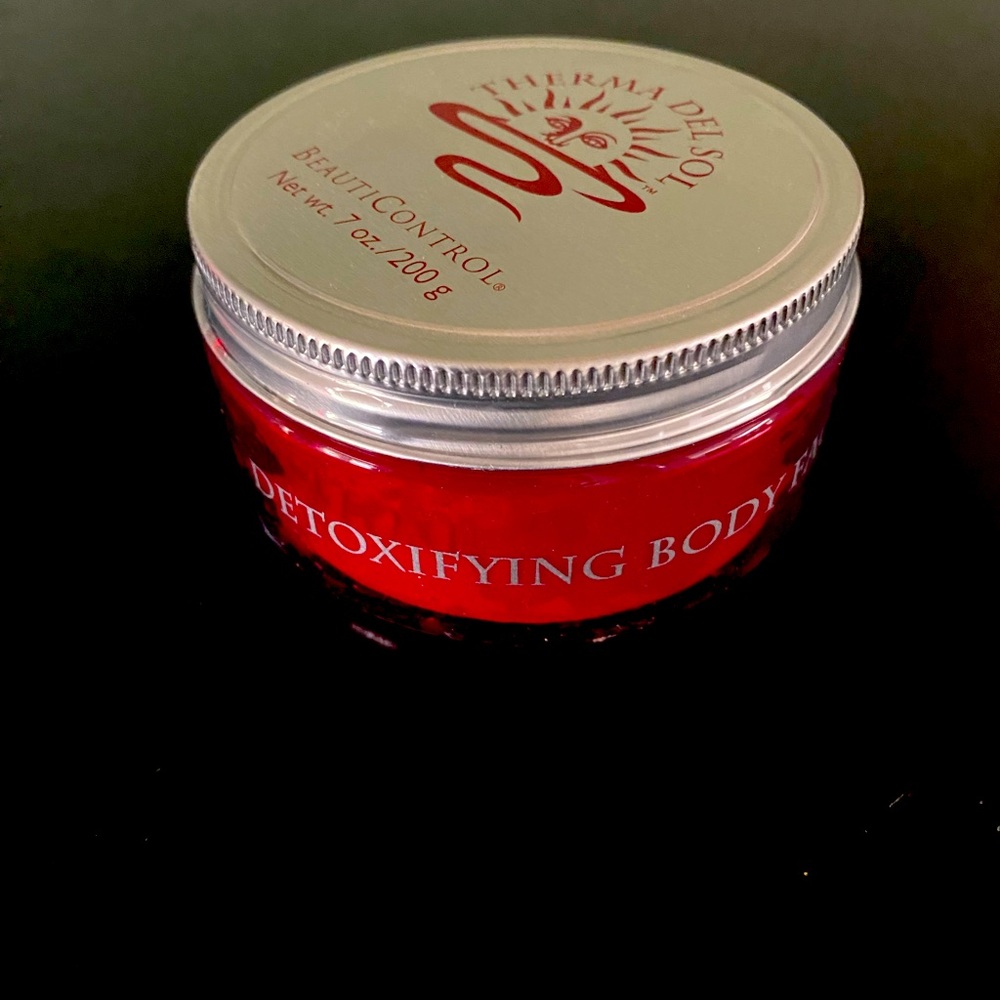 THERMA DEL SOL™
BEAUTICONTROL®
Net wt. 7 oz./200 g
DETOXIFYING BODY